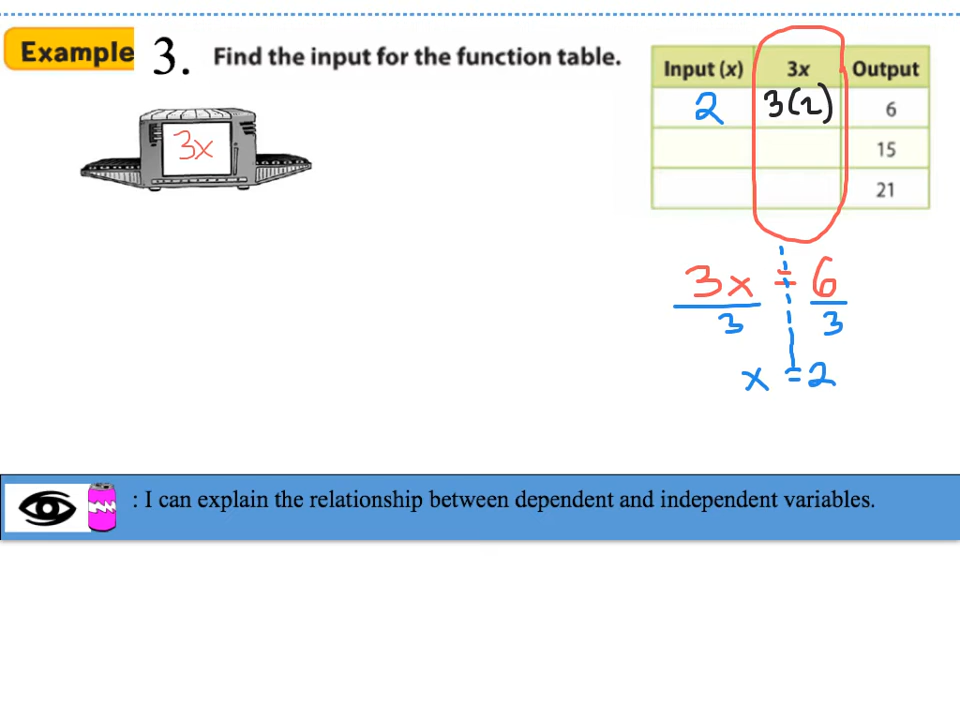 Example 3. Find the input for the function table.
3x
Input (x) 3x Output
2 3(2) 6
15
21
3x = 6
3 3
x = 2
: I can explain the relationship between dependent and independent variables.